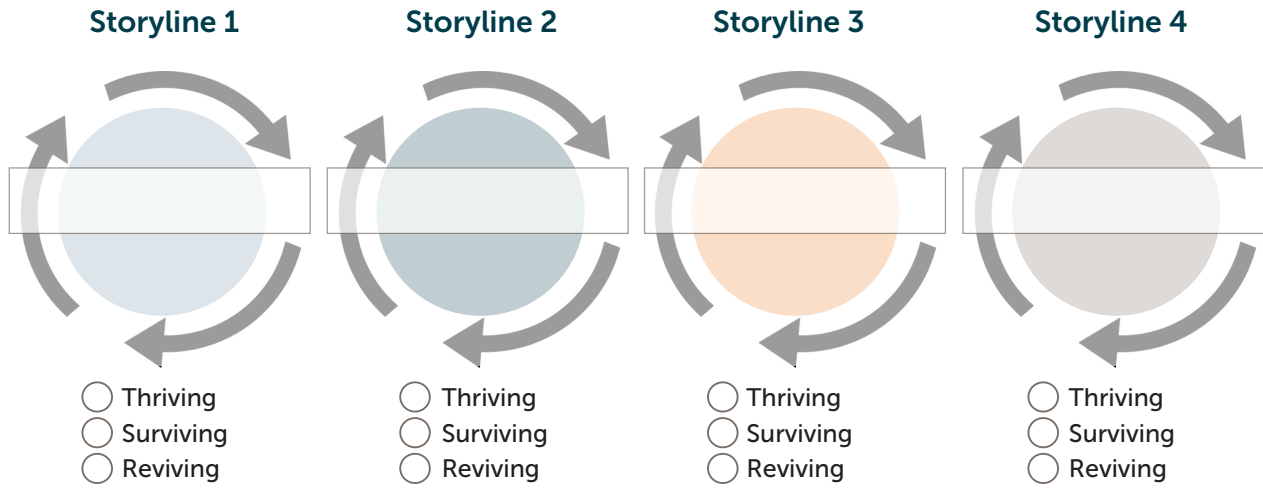 Storyline 1
Storyline 2
Storyline 3
Storyline 4
Thriving
Surviving
Reviving
Thriving
Surviving
Reviving
Thriving
Surviving
Reviving
Thriving
Surviving
Reviving